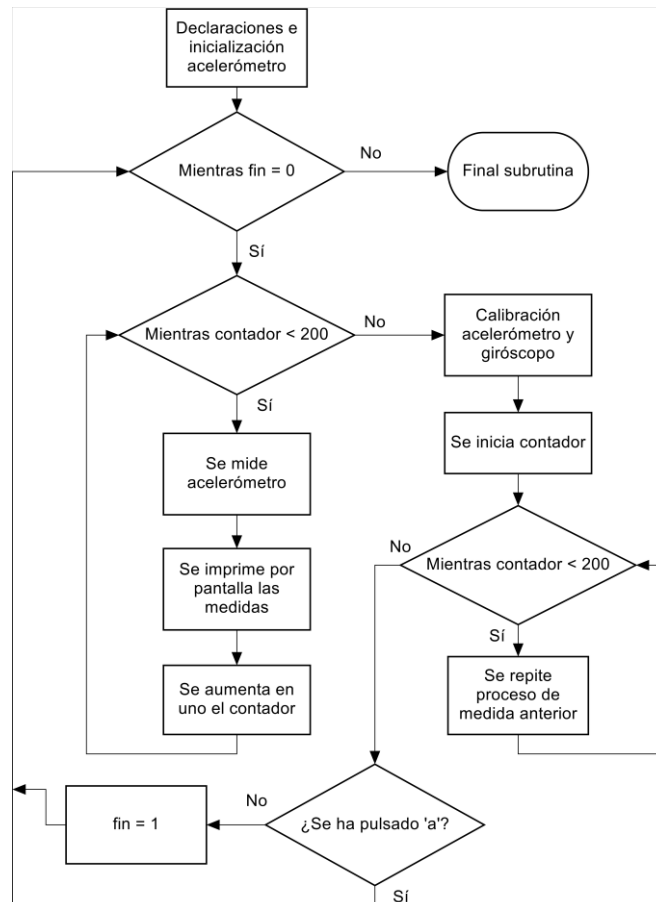 Declaraciones e
inicialización
acelerómetro
Mientras fin = 0
No
Final subrutina
Sí
Mientras contador < 200
No
Calibración
acelerómetro y
giróscopo
Sí
Se mide
acelerómetro
Se inicia contador
Se imprime por
pantalla las
medidas
No
Mientras contador < 200
Sí
Se aumenta en
uno el contador
Se repite
proceso de
medida anterior
fin = 1
No
¿Se ha pulsado 'a'?
Sí